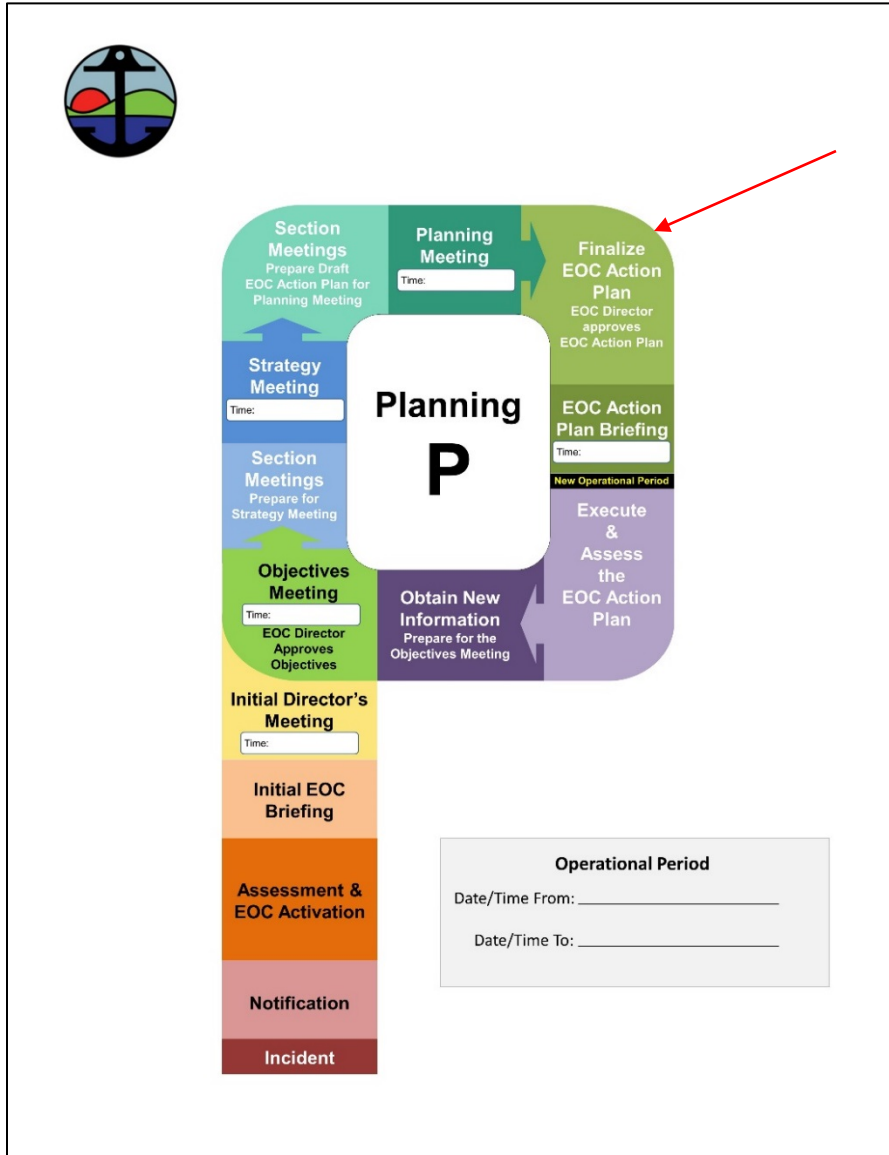 Section
Meetings
Prepare Draft
EOC Action Plan for
Planning Meeting
Planning
Meeting
Time:
Finalize
EOC Action
Plan
EOC Director
approves
EOC Action Plan
Strategy
Meeting
Time:
Planning
P
EOC Action
Plan Briefing
Time:
New Operational Period
Section
Meetings
Prepare for
Strategy Meeting
Execute
&
Assess
the
EOC Action
Plan
Objectives
Meeting
Time:
EOC Director
Approves
Objectives
Obtain New
Information
Prepare for the
Objectives Meeting
Initial Director's
Meeting
Time:
Initial EOC
Briefing
Assessment &
EOC Activation
Operational Period
Date/Time From:
Date/Time To:
Notification
Incident